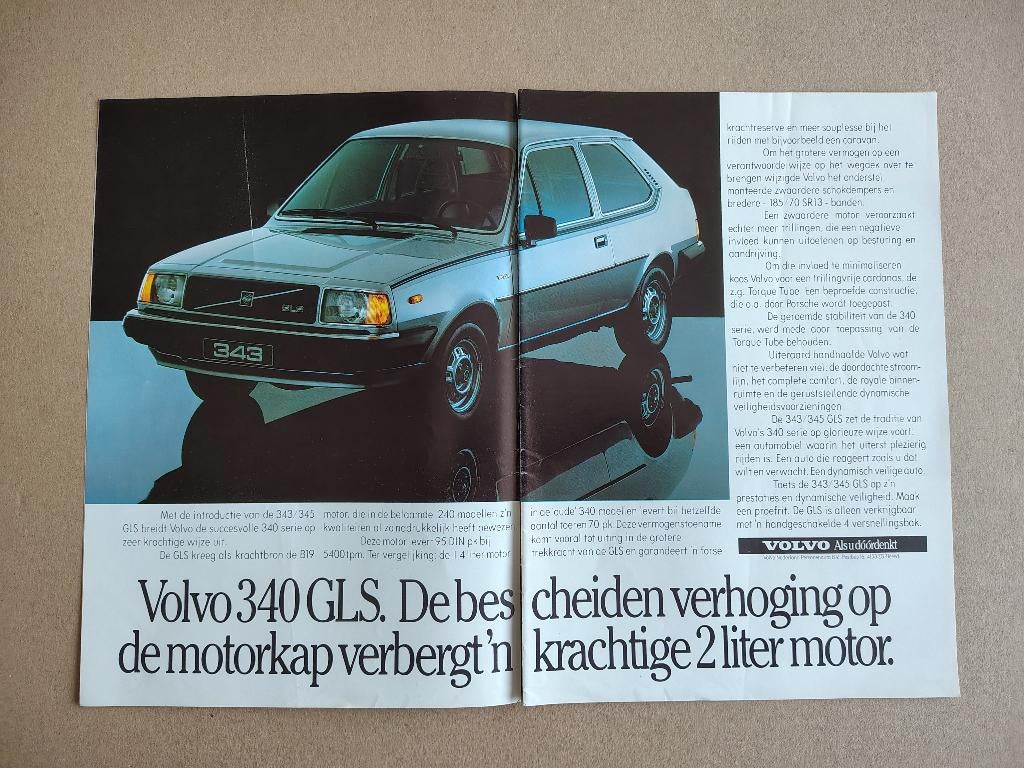 GLS
343
Met de introductie van de 343/345
GLS breidt Volvo de succesvolle 340 serie op
zeer krachtige wijze uit.
De GLS kreeg als krachtbron de B19
motor, die in de befaamde 240 modellen z'n
kwaliteiten al zo nadrukkelijk heeft bewezen
Deze motor levert 95 DIN pk bij
5400 tpm. Ter vergelijking: de 1.4 liter motor
in de 'oude' 340 modellen levert bij hetzelfde
aantal toeren 70 pk. Deze vermogenstoename
komt vooral tot uiting in de grotere
trekkracht van de GLS en garandeert 'n forse
krachtreserve en meer souplesse bij het
rijden met bijvoorbeeld een caravan.
Om het grotere vermogen op een
verantwoorde wijze op het wegdek over te
brengen wijzigde Volvo het onderstel,
monteerde zwaardere schokdempers en
bredere - 185/70 SR13 - banden.
Een zwaardere motor veroorzaakt
echter meer trillingen, die een negatieve
invloed kunnen uitoefenen op besturing en
aandrijving.
Om die invloed te minimaliseren
koos Volvo voor een trillingvrije cardanas, de
z.g. Torque Tube. Een beproefde constructie,
die o.a. door Porsche wordt toegepast.
De geroemde stabiliteit van de 340
serie, werd mede door toepassing van de
Torque Tube behouden.
Uiteraard handhaafde Volvo wat
niet te verbeteren viel; de doordachte stroom-
lijn, het complete comfort, de royale binnen-
ruimte en de geruststellende dynamische
veiligheidsvoorzieningen
De 343/345 GLS zet de traditie van
Volvo's 340 serie op glorieuze wijze voort:
een automobiel waarin het uiterst plezierig
rijden is. Een auto die reageert zoals u dat
wilt en verwacht. Een dynamisch veilige auto.
Toets de 343/345 GLS op z'n
prestaties en dynamische veiligheid. Maak
een proefrit. De GLS is alleen verkrijgbaar
met 'n handgeschakelde 4 versnellingsbak.
VOLVO Als u dóórdenkt
Volvo Nederland Personenauto B.V. Postbus 16, 4153 ZG Beesd.
Volvo 340 GLS. De bescheiden verhoging op
de motorkap verbergt 'n krachtige 2 liter motor.